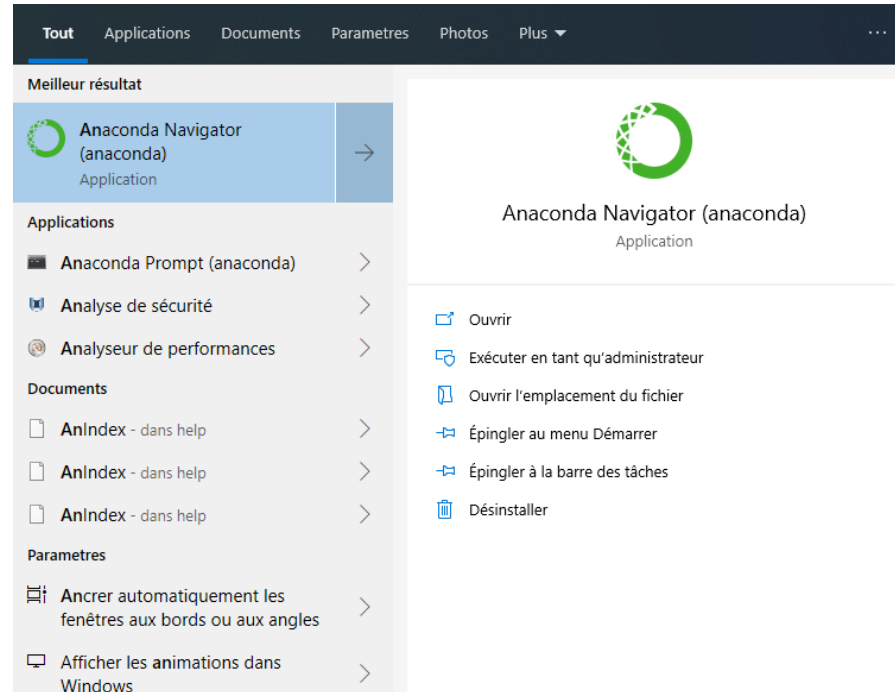 Tout Applications Documents Parametres Photos Plus
Meilleur résultat
Anaconda Navigator
(anaconda)
Application
Applications
Anaconda Prompt (anaconda)
Analyse de sécurité
Analyseur de performances
Documents
AnIndex - dans help
AnIndex - dans help
AnIndex - dans help
Parametres
Ancrer automatiquement les
fenêtres aux bords ou aux angles
Afficher les animations dans
Windows
Anaconda Navigator (anaconda)
Application
Ouvrir
Exécuter en tant qu'administrateur
Ouvrir l'emplacement du fichier
Épingler au menu Démarrer
Épingler à la barre des tâches
Désinstaller